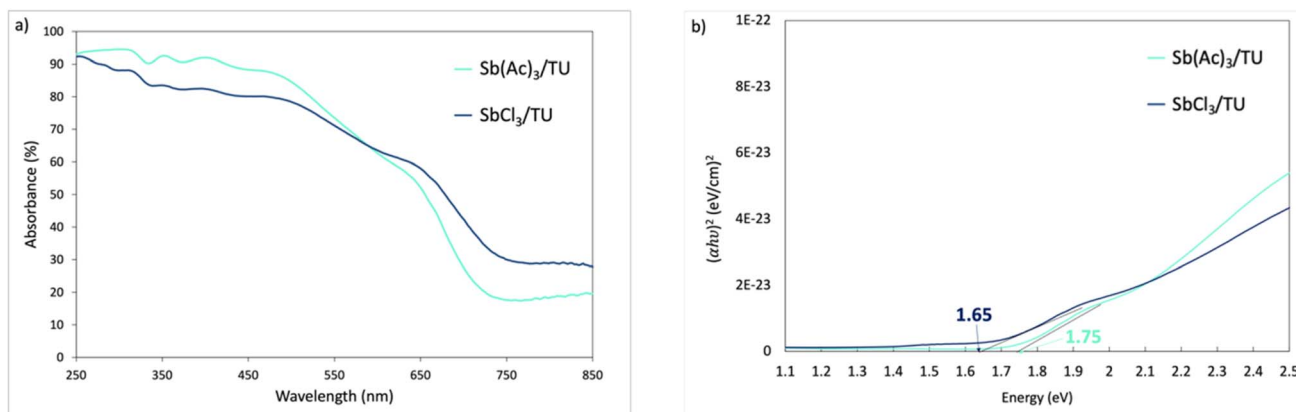 a)
100
90
80
70
60
50
40
30
20
10
0
Absorbance (%)
Sb(Ac)₃/TU
SbCl₃/TU
250 350 450 550 650 750 850
Wavelength (nm)
b)
1E-22
8E-23
6E-23
4E-23
2E-23
0
(αhυ)² (eV/cm)²
Sb(Ac)₃/TU
SbCl₃/TU
1.65
1.75
1.1 1.2 1.3 1.4 1.5 1.6 1.7 1.8 1.9 2 2.1 2.2 2.3 2.4 2.5
Energy (eV)